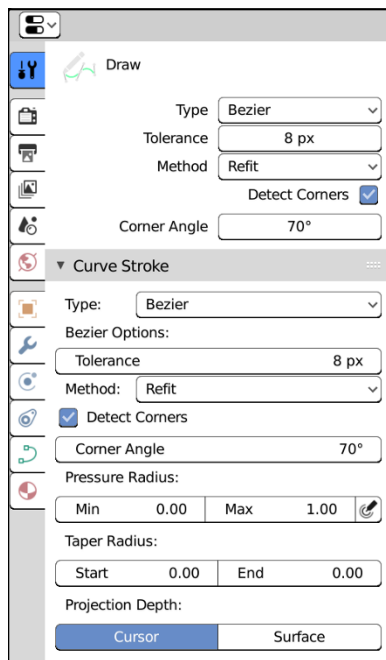 Draw
Type Bezier
Tolerance 8 px
Method Refit
Detect Corners
Corner Angle 70°
Curve Stroke
Type: Bezier
Bezier Options:
Tolerance 8 px
Method: Refit
Detect Corners
Corner Angle 70°
Pressure Radius:
Min 0.00 Max 1.00
Taper Radius:
Start 0.00 End 0.00
Projection Depth:
Cursor Surface